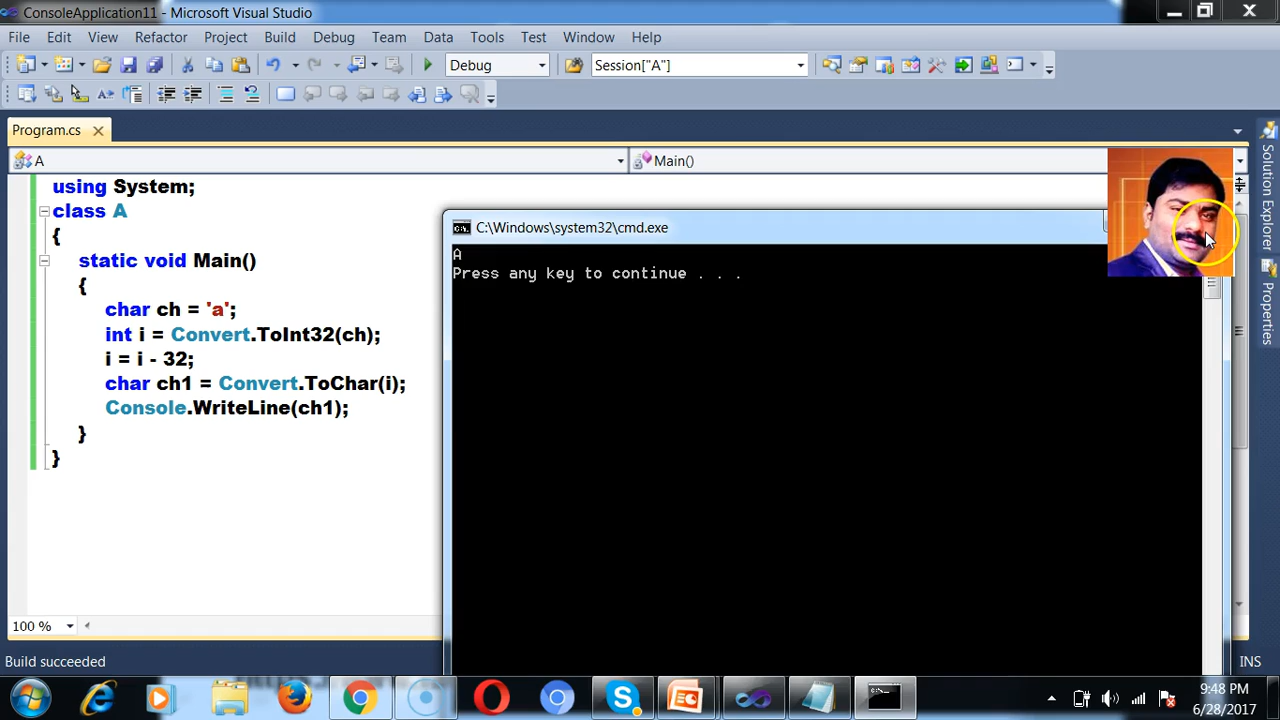 ConsoleApplication11 - Microsoft Visual Studio
File Edit View Refactor Project Build Debug Team Data Tools Test Window Help
Debug Session["A"]
Program.cs
A Main()
using System;
class A
{
static void Main()
{
char ch = 'a';
int i = Convert.ToInt32(ch);
i = i - 32;
char ch1 = Convert.ToChar(i);
Console.WriteLine(ch1);
}
}
C:\Windows\system32\cmd.exe
A
Press any key to continue . . .
Solution Explorer
Properties
100 %
Build succeeded
INS
9:48 PM
6/28/2017